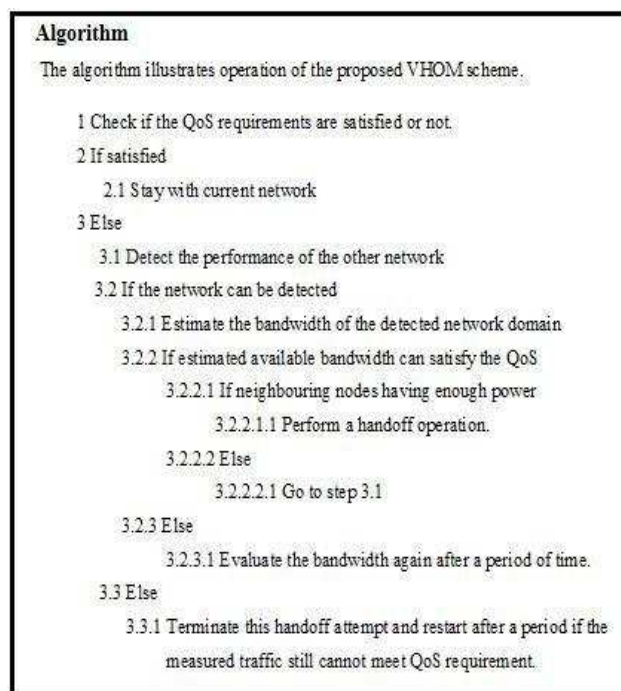 Algorithm
The algorithm illustrates operation of the proposed VHOM scheme.
1 Check if the QoS requirements are satisfied or not.
2 If satisfied
2.1 Stay with current network
3 Else
3.1 Detect the performance of the other network
3.2 If the network can be detected
3.2.1 Estimate the bandwidth of the detected network domain
3.2.2 If estimated available bandwidth can satisfy the QoS
3.2.2.1 If neighbouring nodes having enough power
3.2.2.1.1 Perform a handoff operation.
3.2.2.2 Else
3.2.2.2.1 Go to step 3.1
3.2.3 Else
3.2.3.1 Evaluate the bandwidth again after a period of time.
3.3 Else
3.3.1 Terminate this handoff attempt and restart after a period if the
measured traffic still cannot meet QoS requirement.